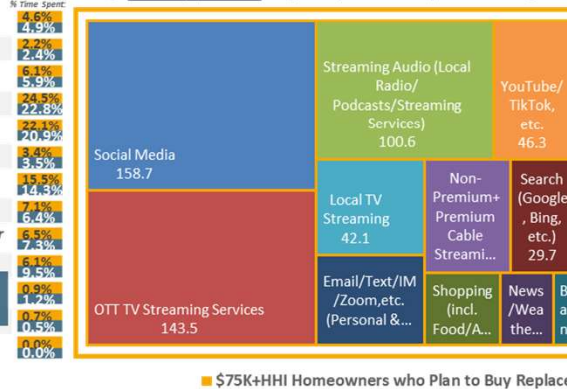 % Time Spent:
4.6%
4.9%
2.2%
2.4%
6.1%
5.9%
24.5%
22.8%
22.1%
20.9%
3.4%
3.5%
15.5%
14.3%
7.1%
6.4%
6.5%
7.3%
6.1%
9.5%
0.9%
1.2%
0.7%
0.5%
0.0%
0.0%
Social Media
158.7
OTT TV Streaming Services
143.5
Streaming Audio (Local
Radio/
Podcasts/Streaming
Services)
100.6
YouTube/
TikTok,
etc.
46.3
Local TV
Streaming
42.1
Non-
Premium+
Premium
Cable
Streami...
Search
(Google
, Bing,
etc.)
29.7
Email/Text/IM
/Zoom,etc.
(Personal &...
Shopping
(incl.
Food/A...
News
/Wea
the...
$75K+HHI Homeowners who Plan to Buy Replace